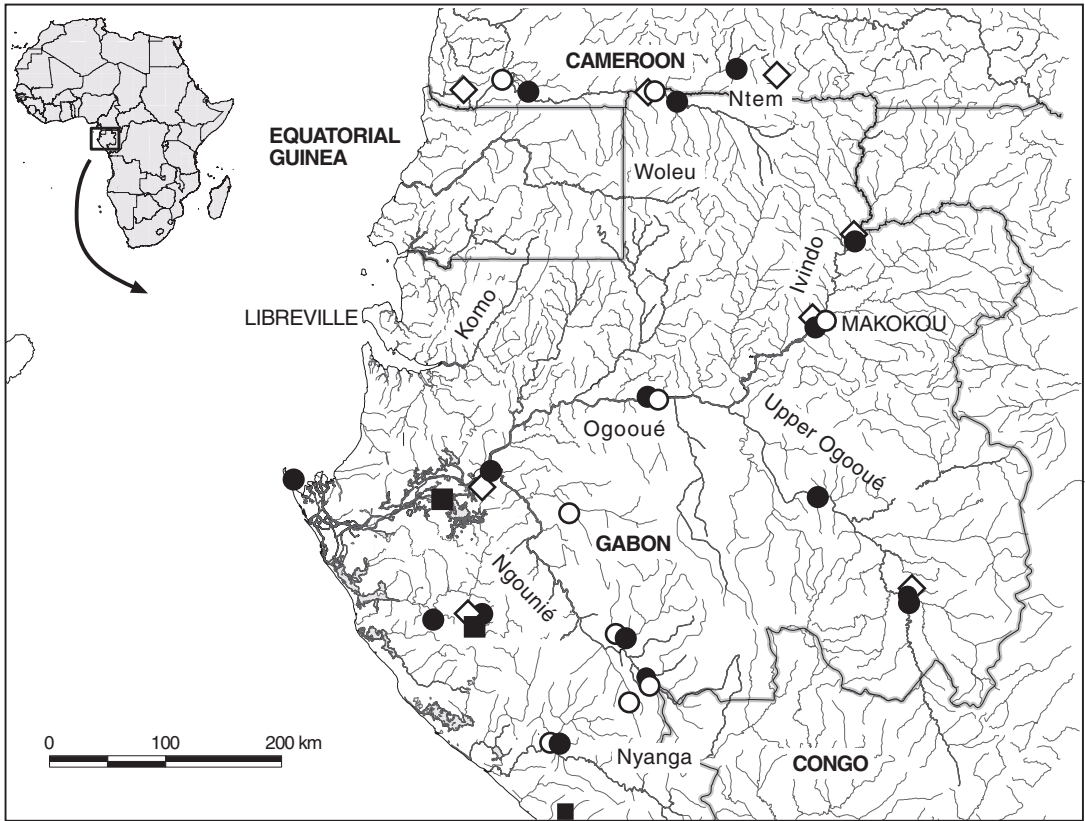 CAMEROON
Ntem
EQUATORIAL
GUINEA
Woleu
Ivindo
Komo
LIBREVILLE
MAKOKOU
Ogooué
Upper Ogooué
GABON
Ngounié
0 100 200 km
Nyanga
CONGO